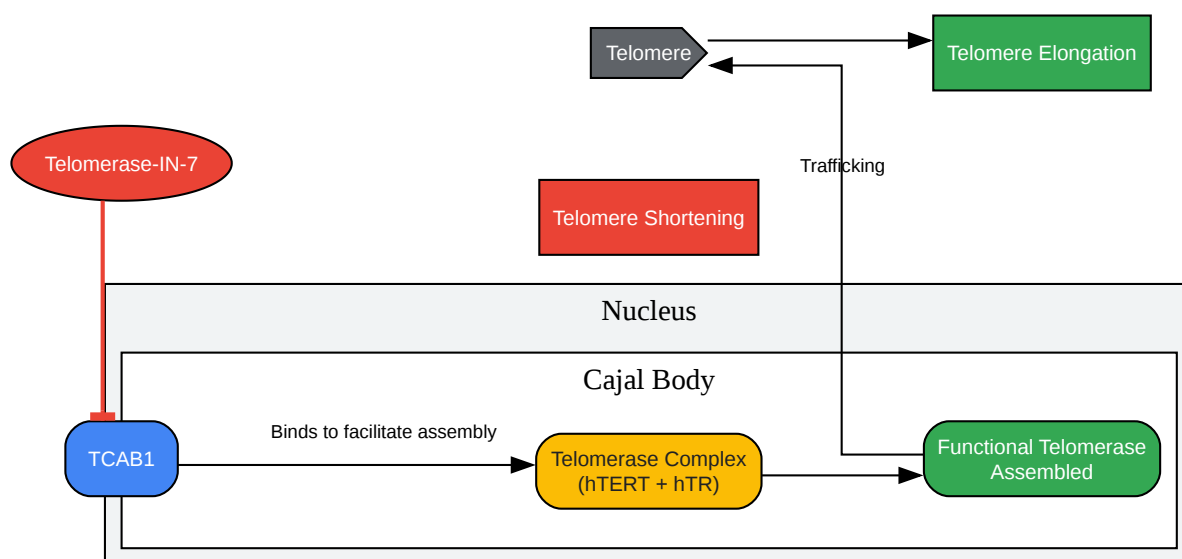 Telomere
Telomere Elongation
Telomerase-IN-7
Trafficking
Telomere Shortening
Nucleus
Cajal Body
TCAB1
Binds to facilitate assembly
Telomerase Complex
(hTERT + hTR)
Functional Telomerase
Assembled